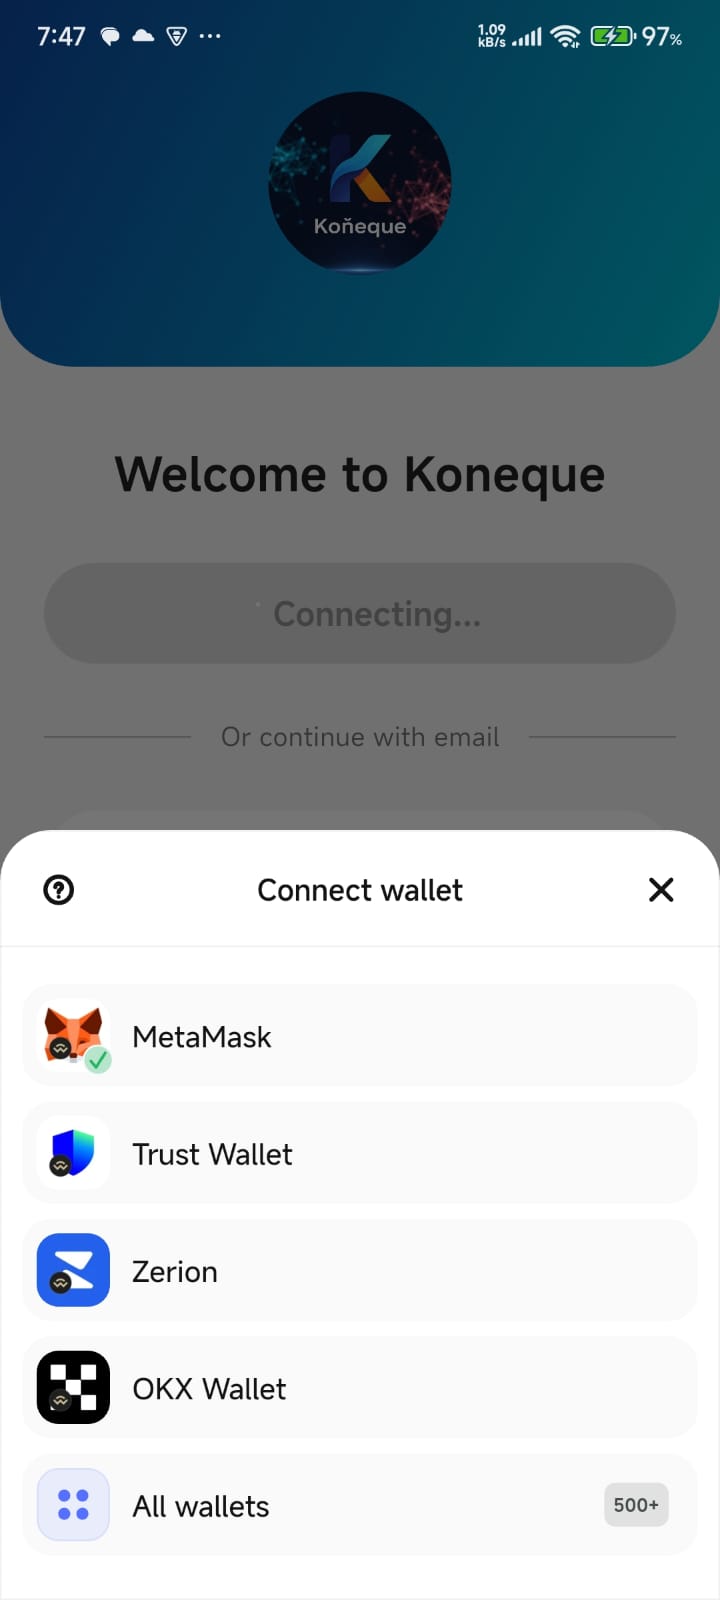 7:47
1.09
kB/s
97%
Koňeque
Welcome to Koneque
Connecting...
Or continue with email
Connect wallet
MetaMask
Trust Wallet
Zerion
OKX Wallet
All wallets
500+